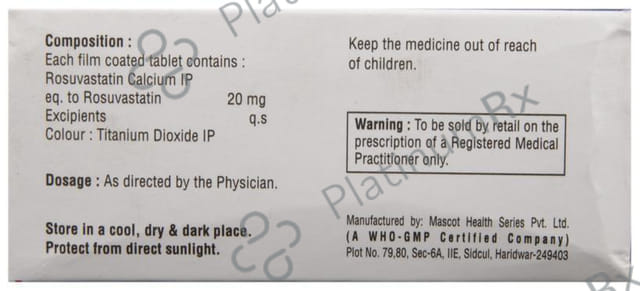 Composition :
Each film coated tablet contains :
Rosuvastatin Calcium IP
eq. to Rosuvastatin 20 mg
Excipients q.s
Colour : Titanium Dioxide IP
Dosage : As directed by the Physician.
Store in a cool, dry & dark place.
Protect from direct sunlight.
Keep the medicine out of reach
of children.
Warning : To be sold by retail on the
prescription of a Registered Medical
Practitioner only.
Manufactured by: Mascot Health Series Pvt. Ltd.
(A WHO-GMP Certified Company)
Plot No. 79,80, Sec-6A, IIE, Sidcul, Haridwar-249403
PlatinumRx